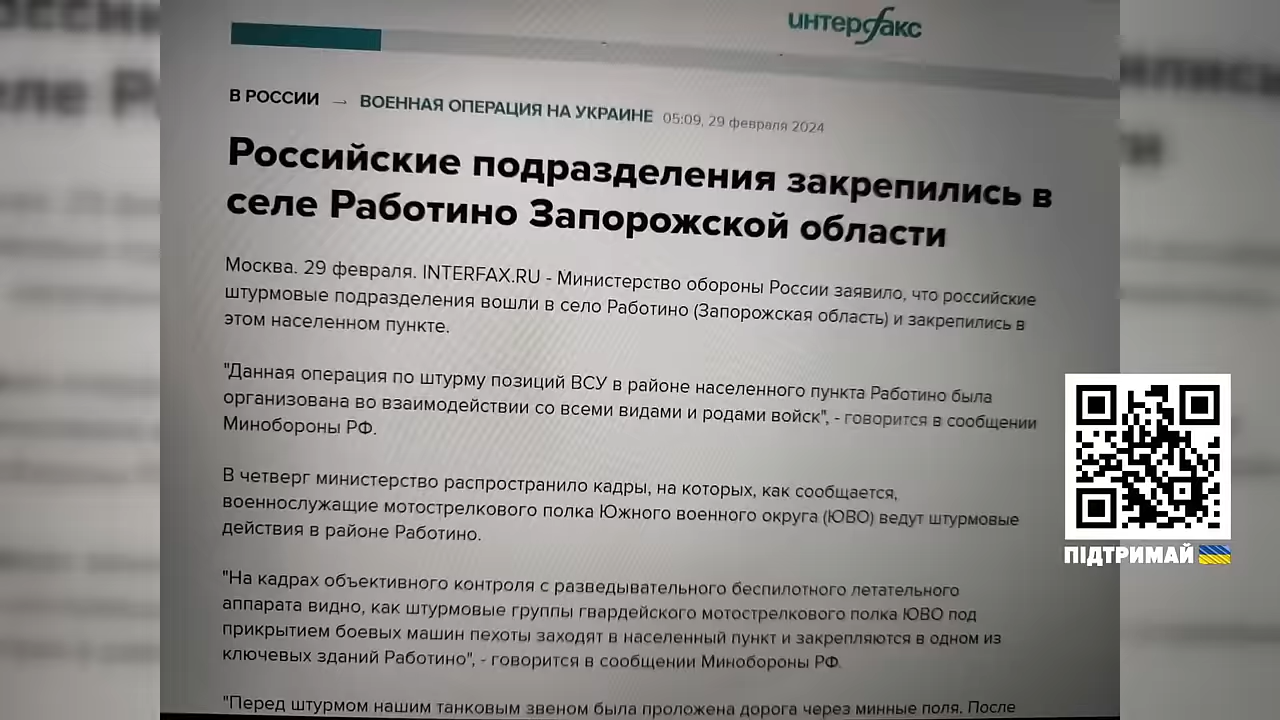 интерфакс
В РОССИИ → ВОЕННАЯ ОПЕРАЦИЯ НА УКРАИНЕ 05:09, 29 февраля 2024
Российские подразделения закрепились в
селе Работино Запорожской области
Москва. 29 февраля. INTERFAX.RU - Министерство обороны России заявило, что российские
штурмовые подразделения вошли в село Работино (Запорожская область) и закрепились в
этом населенном пункте.
"Данная операция по штурму позиций ВСУ в районе населенного пункта Работино была
организована во взаимодействии со всеми видами и родами войск", - говорится в сообщении
Минобороны РФ.
В четверг министерство распространило кадры, на которых, как сообщается,
военнослужащие мотострелкового полка Южного военного округа (ЮВО) ведут штурмовые
действия в районе Работино.
"На кадрах объективного контроля с разведывательного беспилотного летательного
аппарата видно, как штурмовые группы гвардейского мотострелкового полка ЮВО под
прикрытием боевых машин пехоты заходят в населенный пункт и закрепляются в одном из
ключевых зданий Работино", - говорится в сообщении Минобороны РФ.
"Перед штурмом нашим танковым звеном была проложена дорога через минные поля. После
ПІДТРИМАЙ